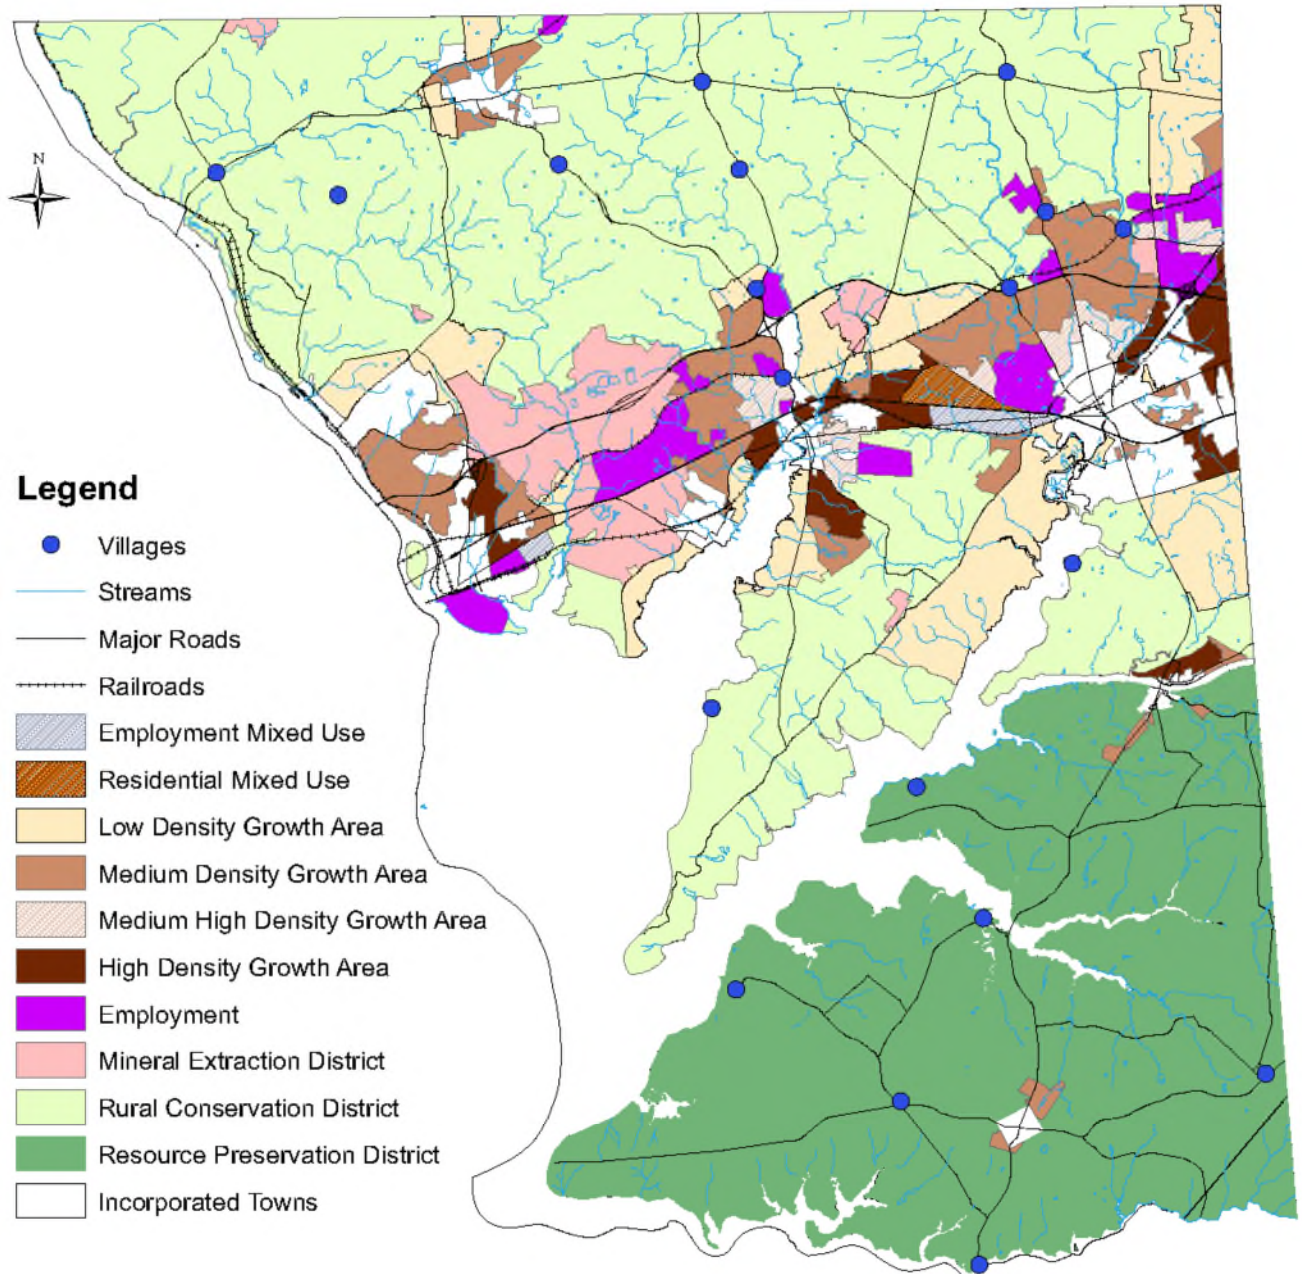 N
Legend
Villages
Streams
Major Roads
Railroads
Employment Mixed Use
Residential Mixed Use
Low Density Growth Area
Medium Density Growth Area
Medium High Density Growth Area
High Density Growth Area
Employment
Mineral Extraction District
Rural Conservation District
Resource Preservation District
Incorporated Towns